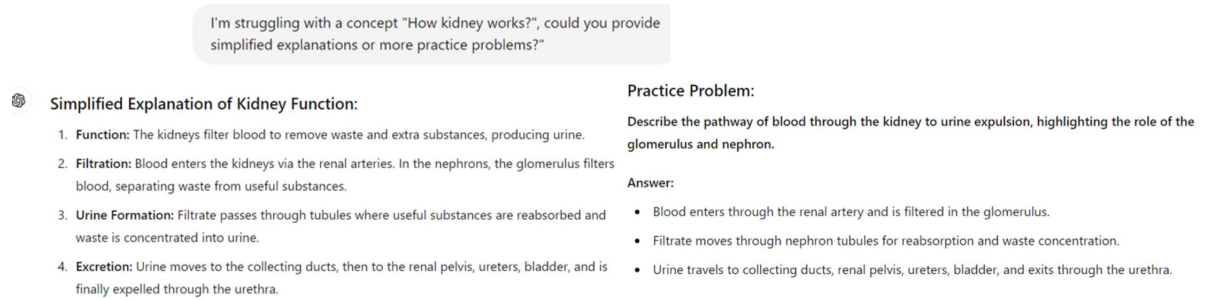 I'm struggling with a concept "How kidney works?", could you provide
simplified explanations or more practice problems?"
Simplified Explanation of Kidney Function:
1. Function: The kidneys filter blood to remove waste and extra substances, producing urine.
2. Filtration: Blood enters the kidneys via the renal arteries. In the nephrons, the glomerulus filters
blood, separating waste from useful substances.
3. Urine Formation: Filtrate passes through tubules where useful substances are reabsorbed and
waste is concentrated into urine.
4. Excretion: Urine moves to the collecting ducts, then to the renal pelvis, ureters, bladder, and is
finally expelled through the urethra.
Practice Problem:
Describe the pathway of blood through the kidney to urine expulsion, highlighting the role of the
glomerulus and nephron.
Answer:
• Blood enters through the renal artery and is filtered in the glomerulus.
• Filtrate moves through nephron tubules for reabsorption and waste concentration.
• Urine travels to collecting ducts, renal pelvis, ureters, bladder, and exits through the urethra.